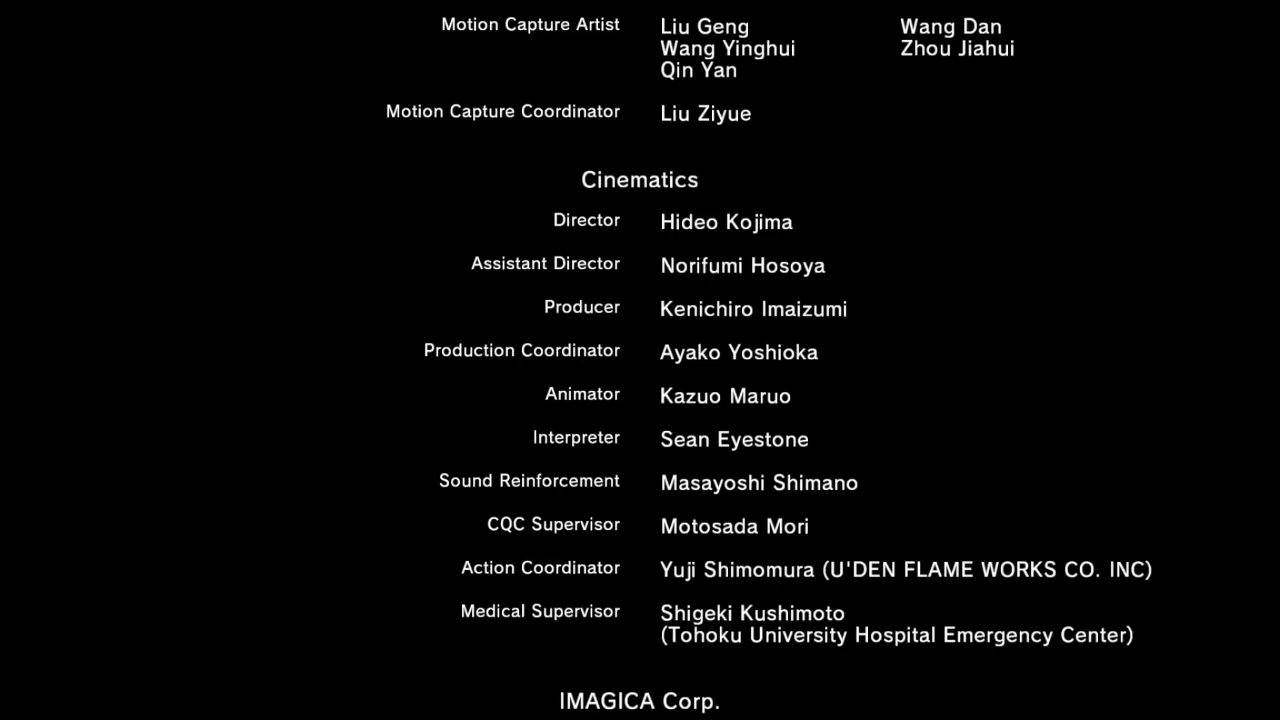 Motion Capture Artist Liu Geng Wang Dan
Wang Yinghui Zhou Jiahui
Qin Yan
Motion Capture Coordinator Liu Ziyue
Cinematics
Director Hideo Kojima
Assistant Director Norifumi Hosoya
Producer Kenichiro Imaizumi
Production Coordinator Ayako Yoshioka
Animator Kazuo Maruo
Interpreter Sean Eyestone
Sound Reinforcement Masayoshi Shimano
CQC Supervisor Motosada Mori
Action Coordinator Yuji Shimomura (U'DEN FLAME WORKS CO. INC)
Medical Supervisor Shigeki Kushimoto
(Tohoku University Hospital Emergency Center)
IMAGICA Corp.